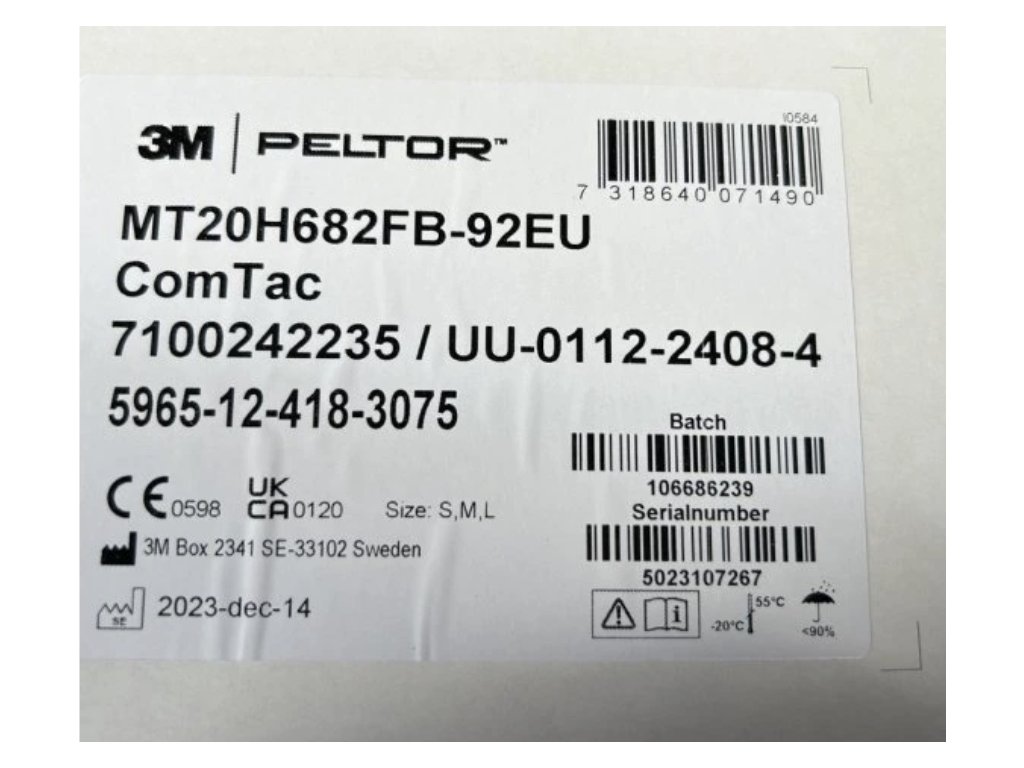 3M PELTOR™
I0584
7 318640 071490
MT20H682FB-92EU
ComTac
7100242235 / UU-0112-2408-4
5965-12-418-3075
Batch
106686239
Serialnumber
5023107267
CE 0598 UK CA 0120 Size: S,M,L
3M Box 2341 SE-33102 Sweden
SE 2023-dec-14
-20°C 55°C <90%